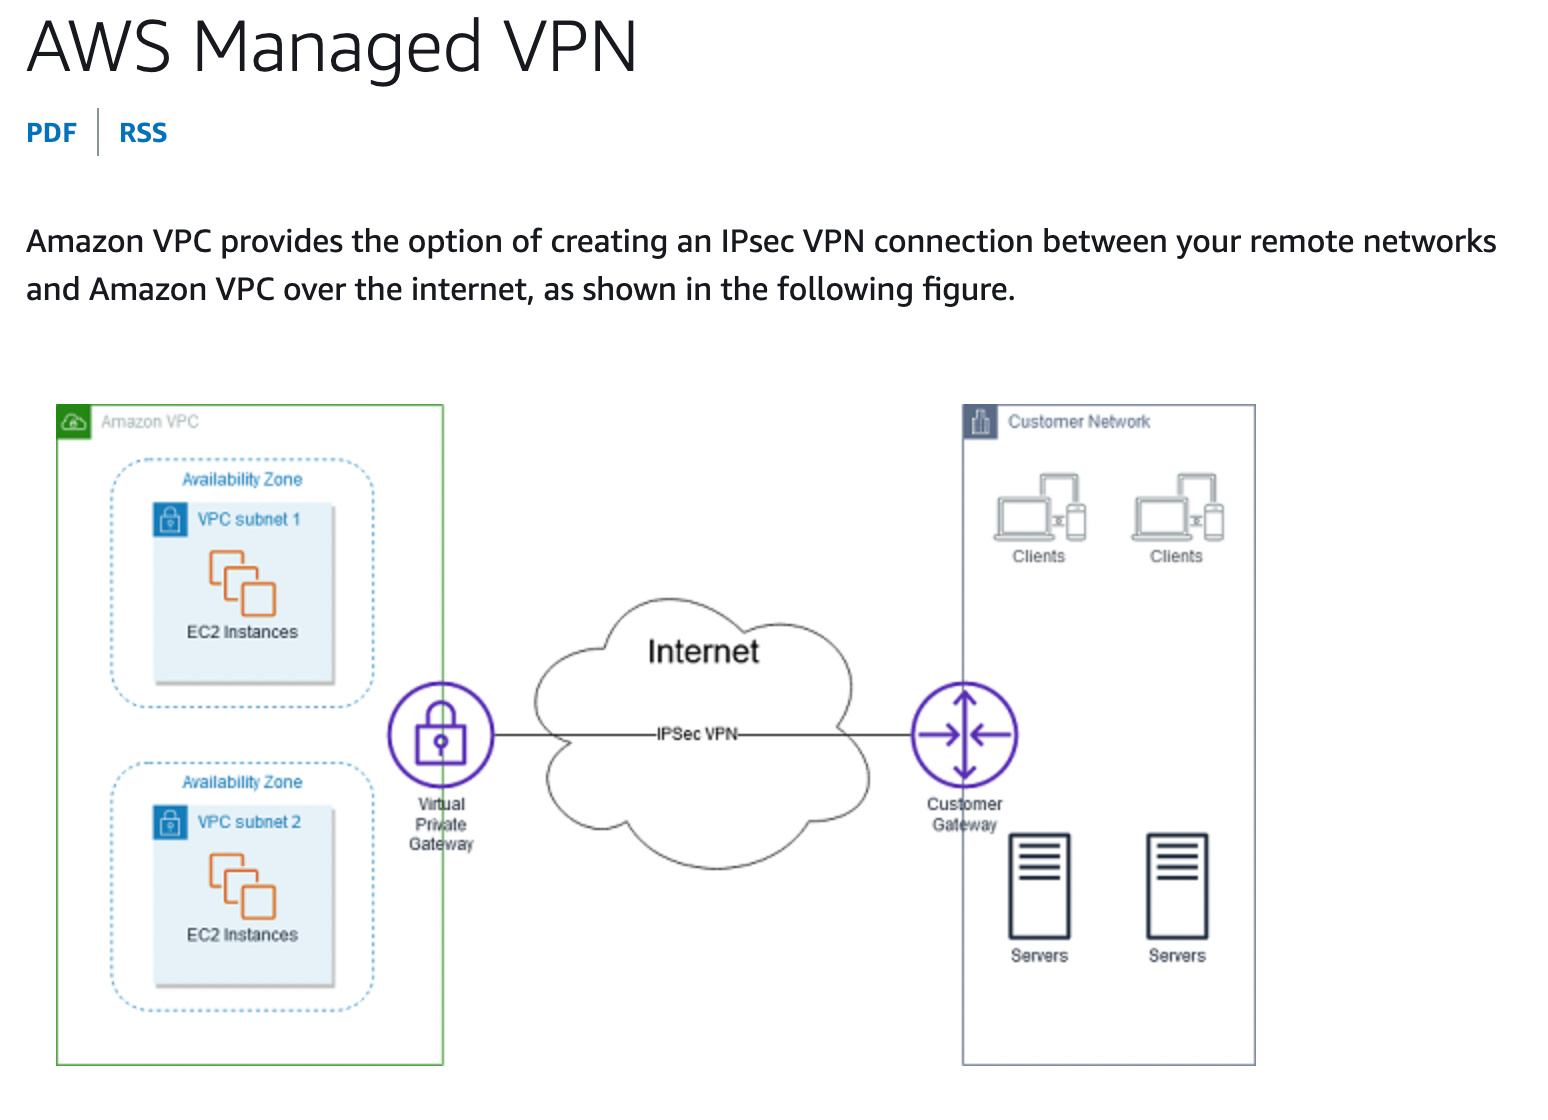 AWS Managed VPN
PDF
RSS
Amazon VPC provides the option of creating an IPsec VPN connection between your remote networks
and Amazon VPC over the internet, as shown in the following figure.
Amazon VPC
Availability Zone
VPC subnet 1
EC2 Instances
Availability Zone
VPC subnet 2
EC2 Instances
Virtual
Private
Gateway
Internet
IPSec VPN
Customer
Gateway
Customer Network
Clients
Clients
Servers
Servers